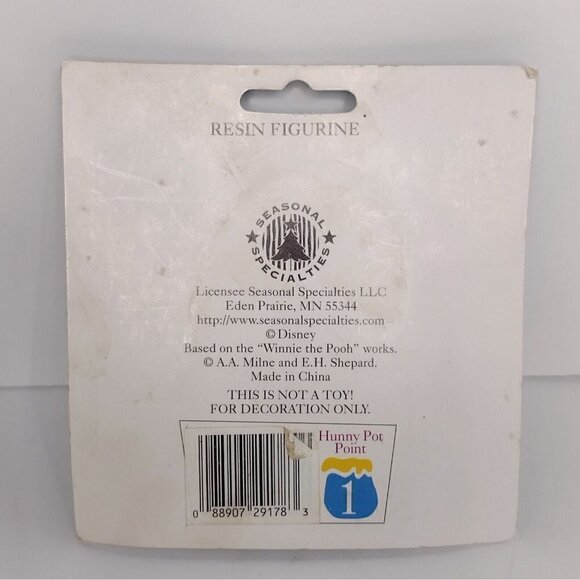 RESIN FIGURINE
SEASONAL
SPECIALTIES
Licensee Seasonal Specialties LLC
Eden Prairie, MN 55344
http://www.seasonalspecialties.com
© Disney
Based on the "Winnie the Pooh" works.
© A.A. Milne and E.H. Shepard.
Made in China
THIS IS NOT A TOY!
FOR DECORATION ONLY.
Hunny Pot
Point
1
0 88907 29178 3